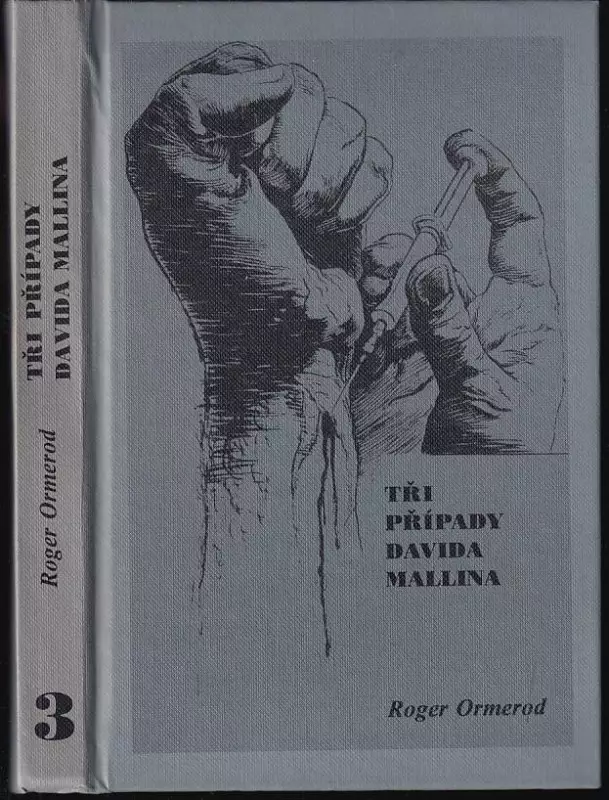 TŘI PŘÍPADY
DAVIDA MALLINA
Roger Ormerod
3
TŘI
PŘÍPADY
DAVIDA
MALLINA
Roger Ormerod